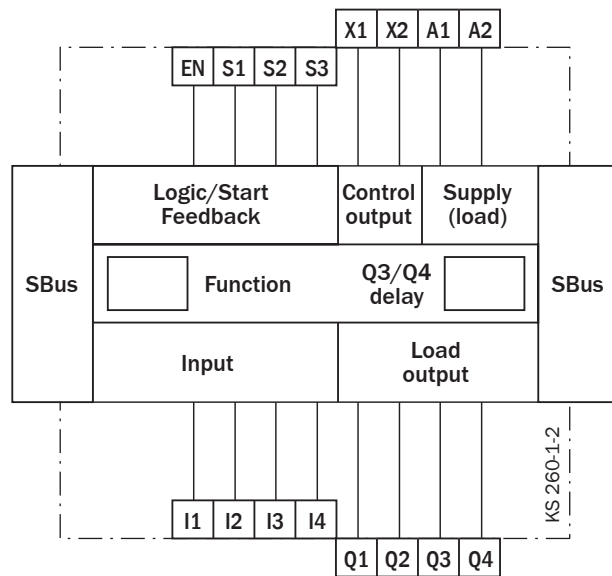 X1 X2 A1 A2
EN S1 S2 S3
Logic/Start
Feedback
Control
output
Supply
(load)
SBus
Function
Q3/Q4
delay
SBus
Input
Load
output
KS 260-1-2
I1 I2 I3 I4
Q1 Q2 Q3 Q4